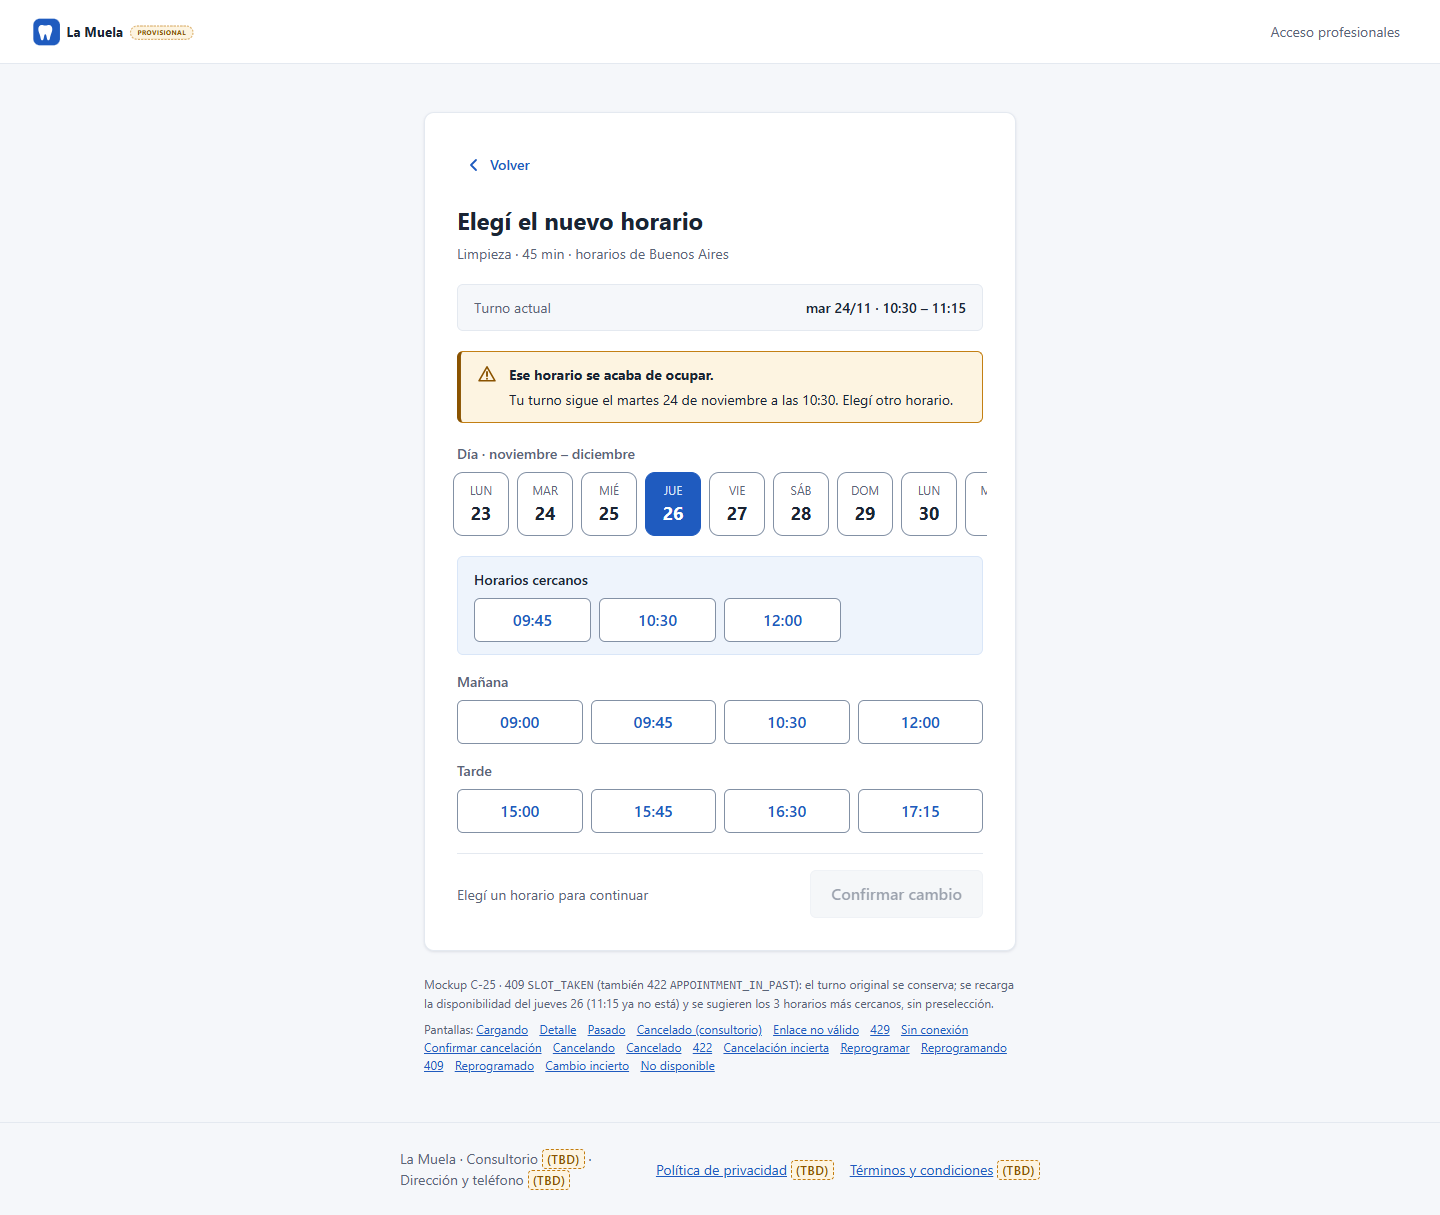 La Muela PROVISIONAL
Acceso profesionales
Volver
Elegí el nuevo horario
Limpieza · 45 min · horarios de Buenos Aires
Turno actual mar 24/11 · 10:30 – 11:15
Ese horario se acaba de ocupar.
Tu turno sigue el martes 24 de noviembre a las 10:30. Elegí otro horario.
Día · noviembre – diciembre
LUN MAR MIÉ JUE VIE SÁB DOM LUN M
23 24 25 26 27 28 29 30
Horarios cercanos
09:45 10:30 12:00
Mañana
09:00 09:45 10:30 12:00
Tarde
15:00 15:45 16:30 17:15
Elegí un horario para continuar Confirmar cambio
Mockup C-25 · 409 SLOT_TAKEN (también 422 APPOINTMENT_IN_PAST): el turno original se conserva; se recarga
la disponibilidad del jueves 26 (11:15 ya no está) y se sugieren los 3 horarios más cercanos, sin preselección.
Pantallas: Cargando Detalle Pasado Cancelado (consultorio) Enlace no válido 429 Sin conexión
Confirmar cancelación Cancelando Cancelado 422 Cancelación incierta Reprogramar Reprogramando
409 Reprogramado Cambio incierto No disponible
La Muela · Consultorio (TBD) ·
Dirección y teléfono (TBD)
Política de privacidad (TBD) Términos y condiciones (TBD)